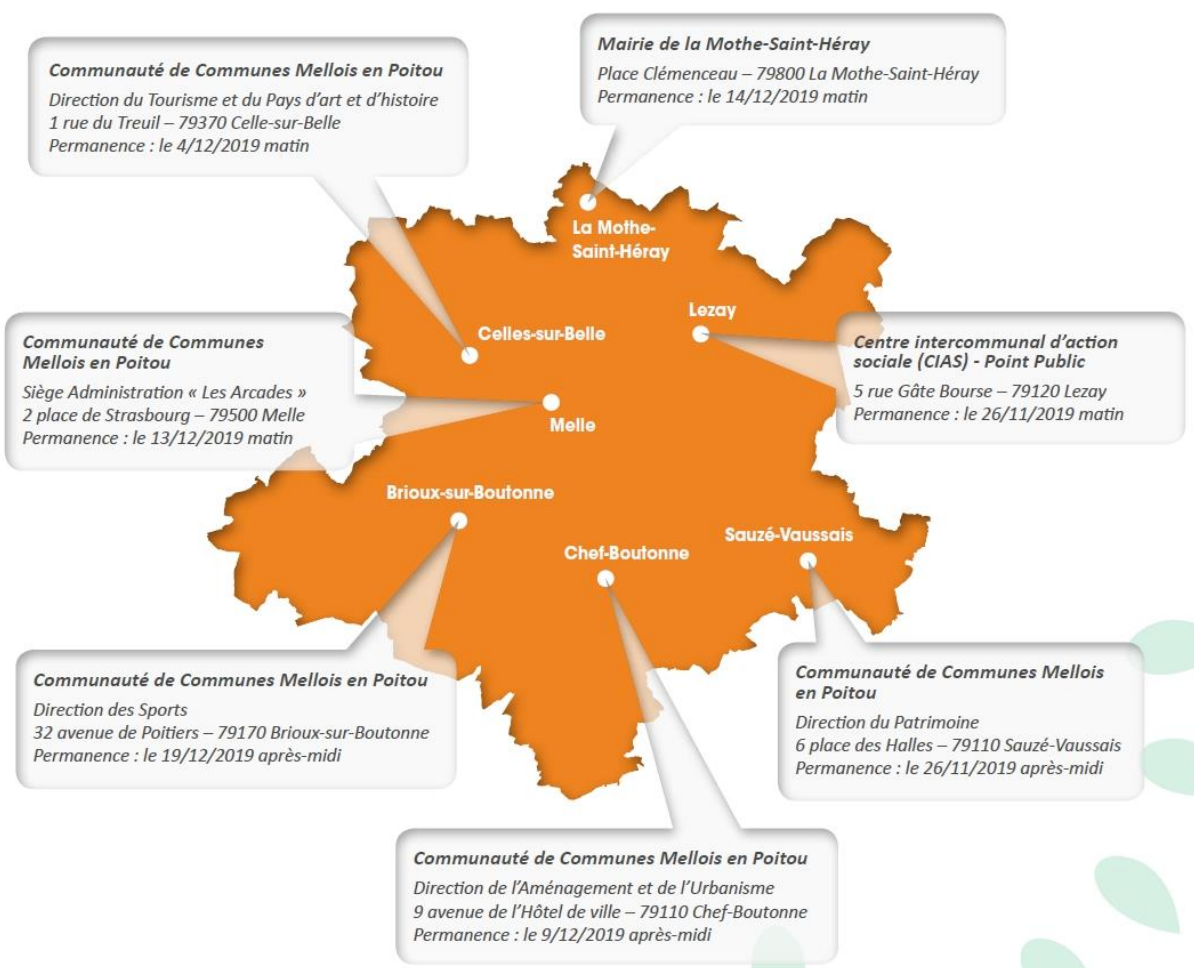 Communauté de Communes Mellois en Poitou
Direction du Tourisme et du Pays d'art et d'histoire
1 rue du Treuil – 79370 Celle-sur-Belle
Permanence : le 4/12/2019 matin
Mairie de la Mothe-Saint-Héray
Place Clémenceau – 79800 La Mothe-Saint-Héray
Permanence : le 14/12/2019 matin
La Mothe-
Saint-Héray
Lezay
Celles-sur-Belle
Communauté de Communes
Mellois en Poitou
Siège Administration « Les Arcades »
2 place de Strasbourg – 79500 Melle
Permanence : le 13/12/2019 matin
Centre intercommunal d'action
sociale (CIAS) - Point Public
5 rue Gâte Bourse – 79120 Lezay
Permanence : le 26/11/2019 matin
Melle
Brioux-sur-Boutonne
Chef-Boutonne
Sauzé-Vaussais
Communauté de Communes Mellois en Poitou
Direction des Sports
32 avenue de Poitiers – 79170 Brioux-sur-Boutonne
Permanence : le 19/12/2019 après-midi
Communauté de Communes Mellois
en Poitou
Direction du Patrimoine
6 place des Halles – 79110 Sauzé-Vaussais
Permanence : le 26/11/2019 après-midi
Communauté de Communes Mellois en Poitou
Direction de l'Aménagement et de l'Urbanisme
9 avenue de l'Hôtel de ville – 79110 Chef-Boutonne
Permanence : le 9/12/2019 après-midi